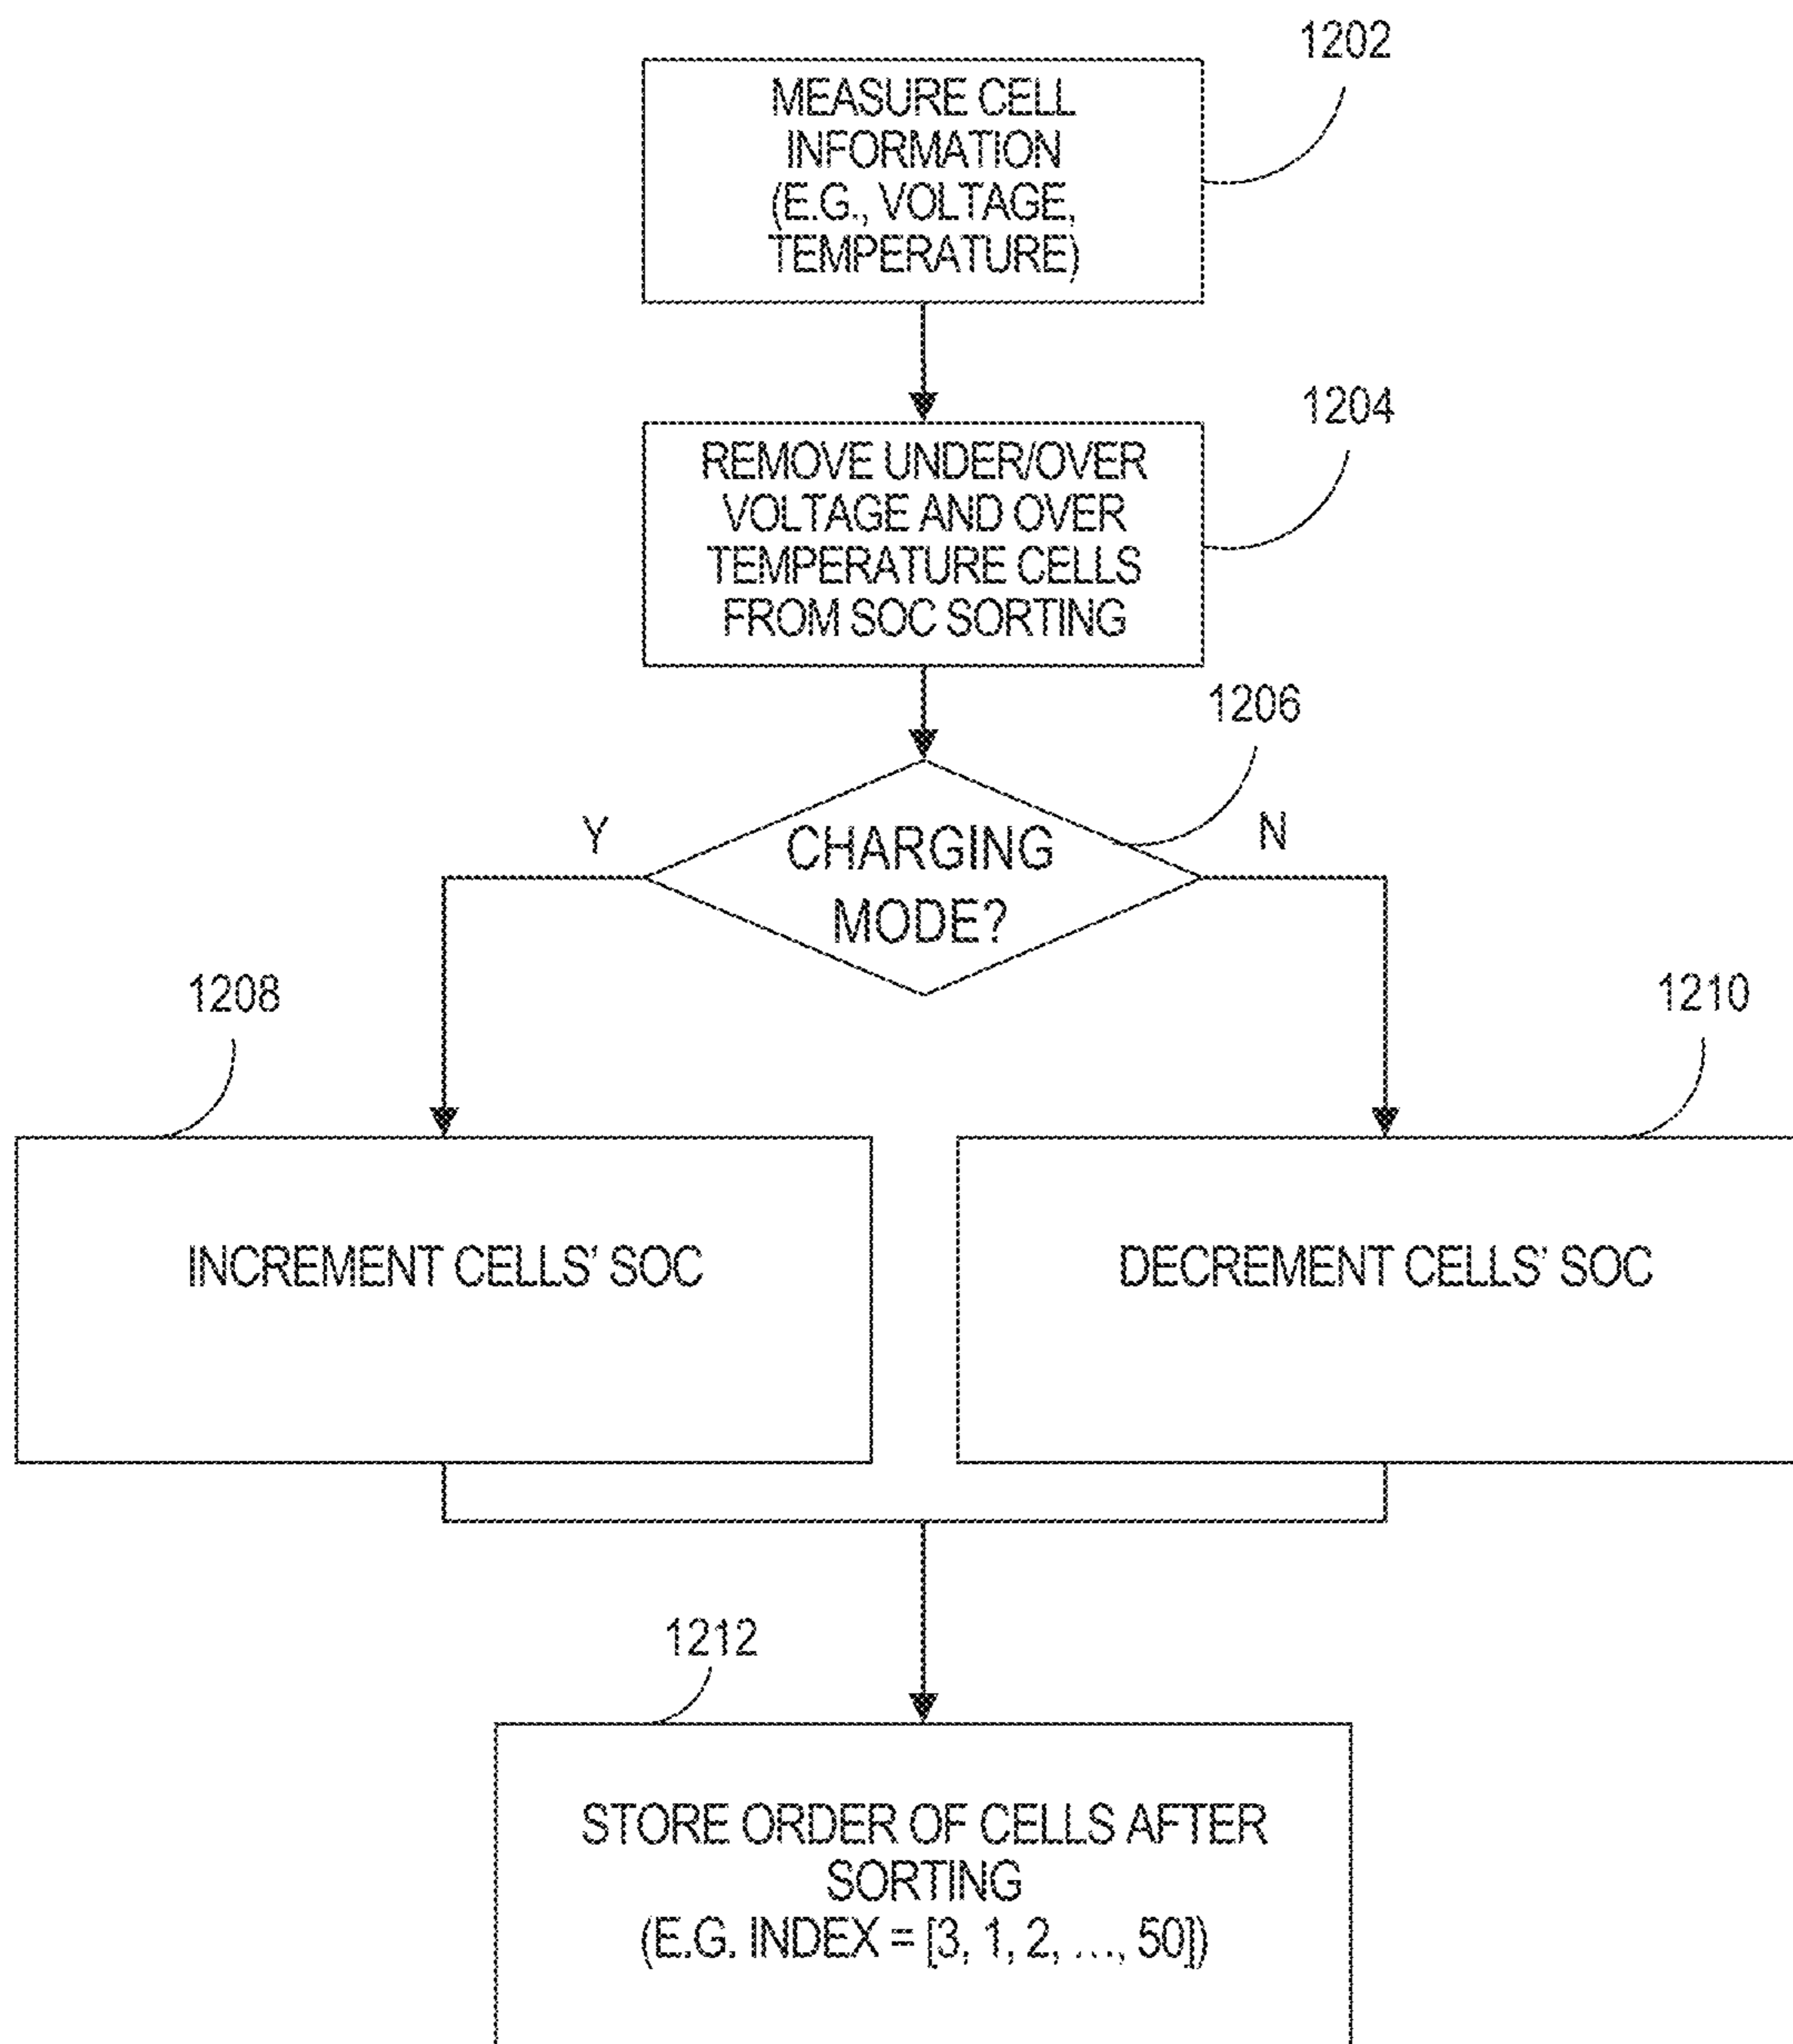 1202
MEASURE CELL
INFORMATION
(E.G., VOLTAGE,
TEMPERATURE)
1204
REMOVE UNDER/OVER
VOLTAGE AND OVER
TEMPERATURE CELLS
FROM SOC SORTING
1206
Y
N
CHARGING
MODE?
1208
1210
INCREMENT CELLS' SOC
DECREMENT CELLS' SOC
1212
STORE ORDER OF CELLS AFTER
SORTING
(E.G. INDEX = [3, 1, 2, ..., 50])